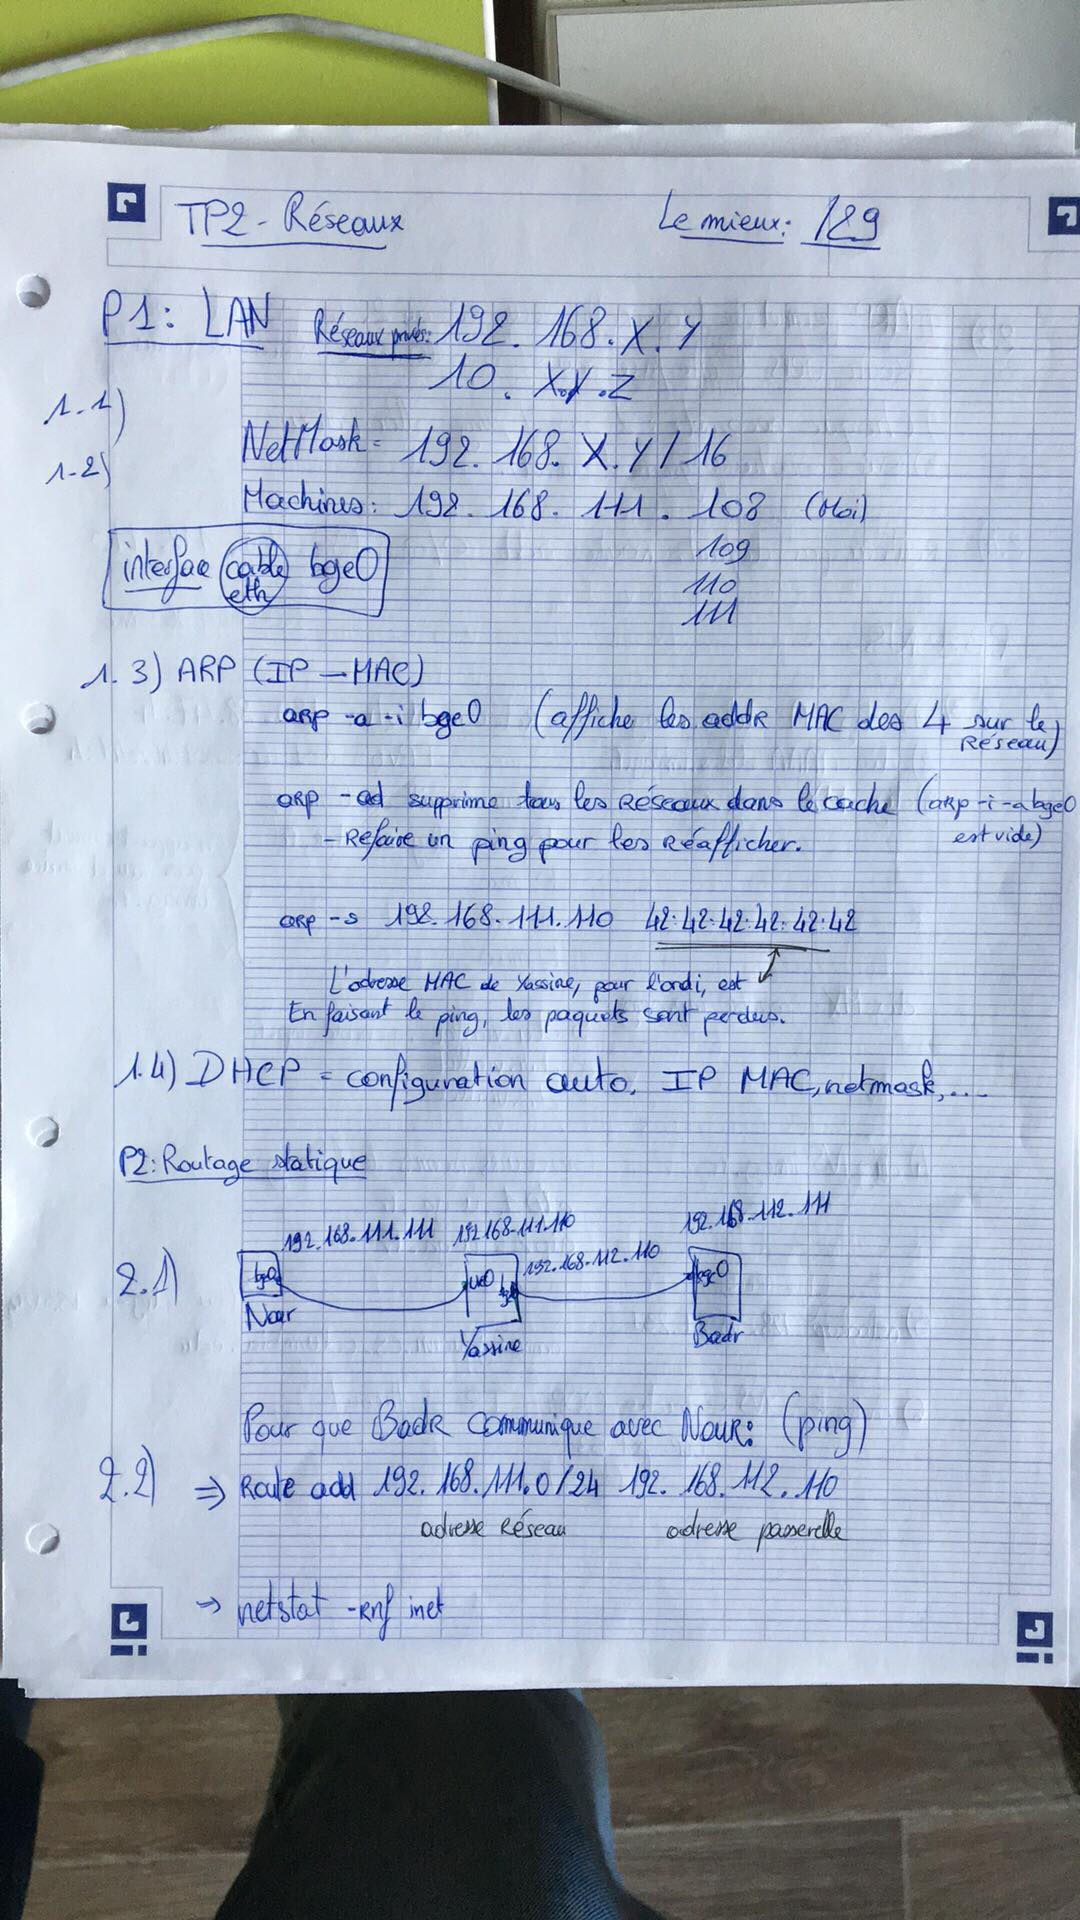 TP2 - Réseaux
Le mieux: /29
P1: LAN Réseaux privés: 192.168.X.Y
10. X.Y.Z
1.1)
1-2) NetMask = 192.168.X.Y/16
Machines: 192.168.111.108 (Moi)
109
110
111
interface cable eth bge0
1.3) ARP (IP — MAC)
arp -a -i bge0 (affiche les addr MAC des 4 sur le Réseau)
arp -ad supprime tous les Réseaux dans le cache (arp -i -a bge0 est vide)
- Refaire un ping pour les Réafficher.
arp -s 192.168.111.110 42:42:42:42:42:42
L'adresse MAC de Yassine, pour l'ordi, est
En faisant le ping, les paquets sont perdus.
1.4) DHCP = configuration auto. IP MAC, netmask, ...
P2: Routage statique
192.168.111.111 192.168.111.110 192.168.112.111
2.1) bge0 192.168.112.110 bge0
Nour Yassine Badr
Pour que Badr communique avec Nour: (ping)
2.2) ⇒ Route add 192.168.111.0/24 192.168.112.110
adresse Réseau adresse passerelle
→ netstat -rnf inet